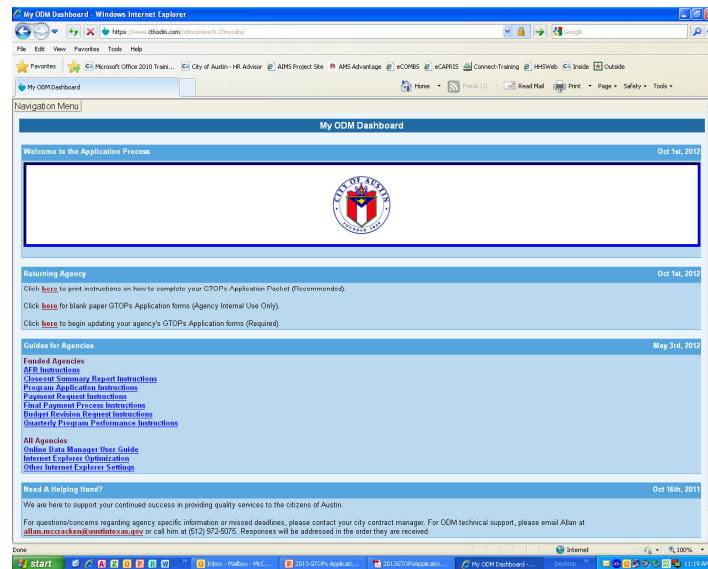 My ODM Dashboard - Windows Internet Explorer
https://www.ctkodm.com/odmxpress/4.2/myodm/
Google
File Edit View Favorites Tools Help
Favorites Microsoft Office 2010 Traini... City of Austin - HR Advisor AIMS Project Site AMS Advantage eCOMBS eCAPRIS Connect-Training HHSWeb Inside Outside
My ODM Dashboard Home Feeds (J) Read Mail Print Page Safety Tools
Navigation Menu
My ODM Dashboard
Welcome to the Application Process Oct 1st, 2012
CITY OF AUSTIN
FOUNDED 1839
Returning Agency Oct 1st, 2012
Click here to print instructions on how to complete your GTOPs Application Packet (Recommended).
Click here for blank paper GTOPs Application forms (Agency Internal Use Only).
Click here to begin updating your agency's GTOPs Application forms (Required).
Guides for Agencies May 3rd, 2012
Funded Agencies
AFR Instructions
Closeout Summary Report Instructions
Program Application Instructions
Payment Request Instructions
Final Payment Process Instructions
Budget Revision Request Instructions
Quarterly Program Performance Instructions
All Agencies
Online Data Manager User Guide
Internet Explorer Optimization
Other Internet Explorer Settings
Need A Helping Hand? Oct 16th, 2011
We are here to support your continued success in providing quality services to the citizens of Austin.
For questions/concerns regarding agency specific information or missed deadlines, please contact your city contract manager. For ODM technical support, please email Allan at
allan.mccracken@austintexas.gov or call him at (512) 972-5075. Responses will be addressed in the order they are received.
Done Internet 100%
start Inbox - Mailbox - McC... 2013 GTOPs Applicati... 2013GTOPsApplicatio... My ODM Dashboard -... Desktop 11:19 AM